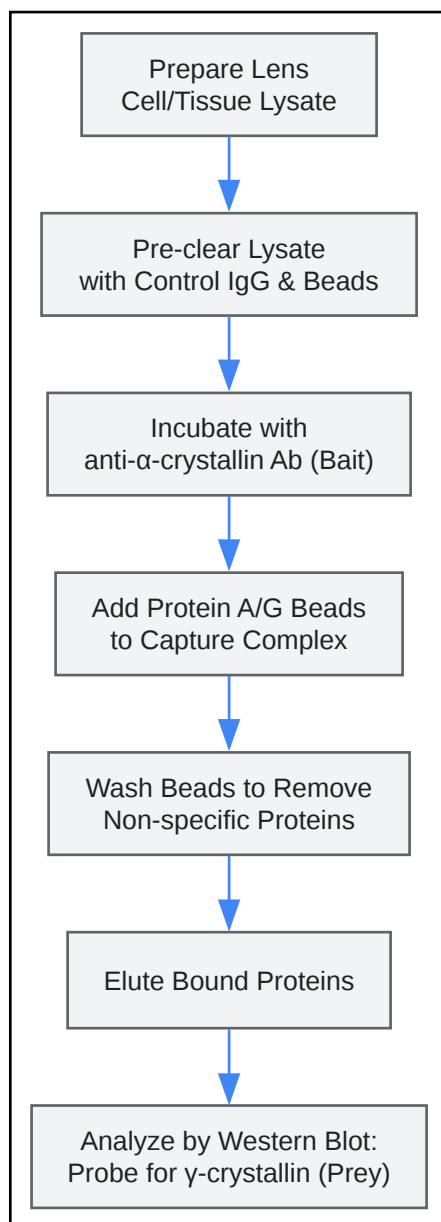 Prepare Lens
Cell/Tissue Lysate
Pre-clear Lysate
with Control IgG & Beads
Incubate with
anti-α-crystallin Ab (Bait)
Add Protein A/G Beads
to Capture Complex
Wash Beads to Remove
Non-specific Proteins
Elute Bound Proteins
Analyze by Western Blot:
Probe for γ-crystallin (Prey)